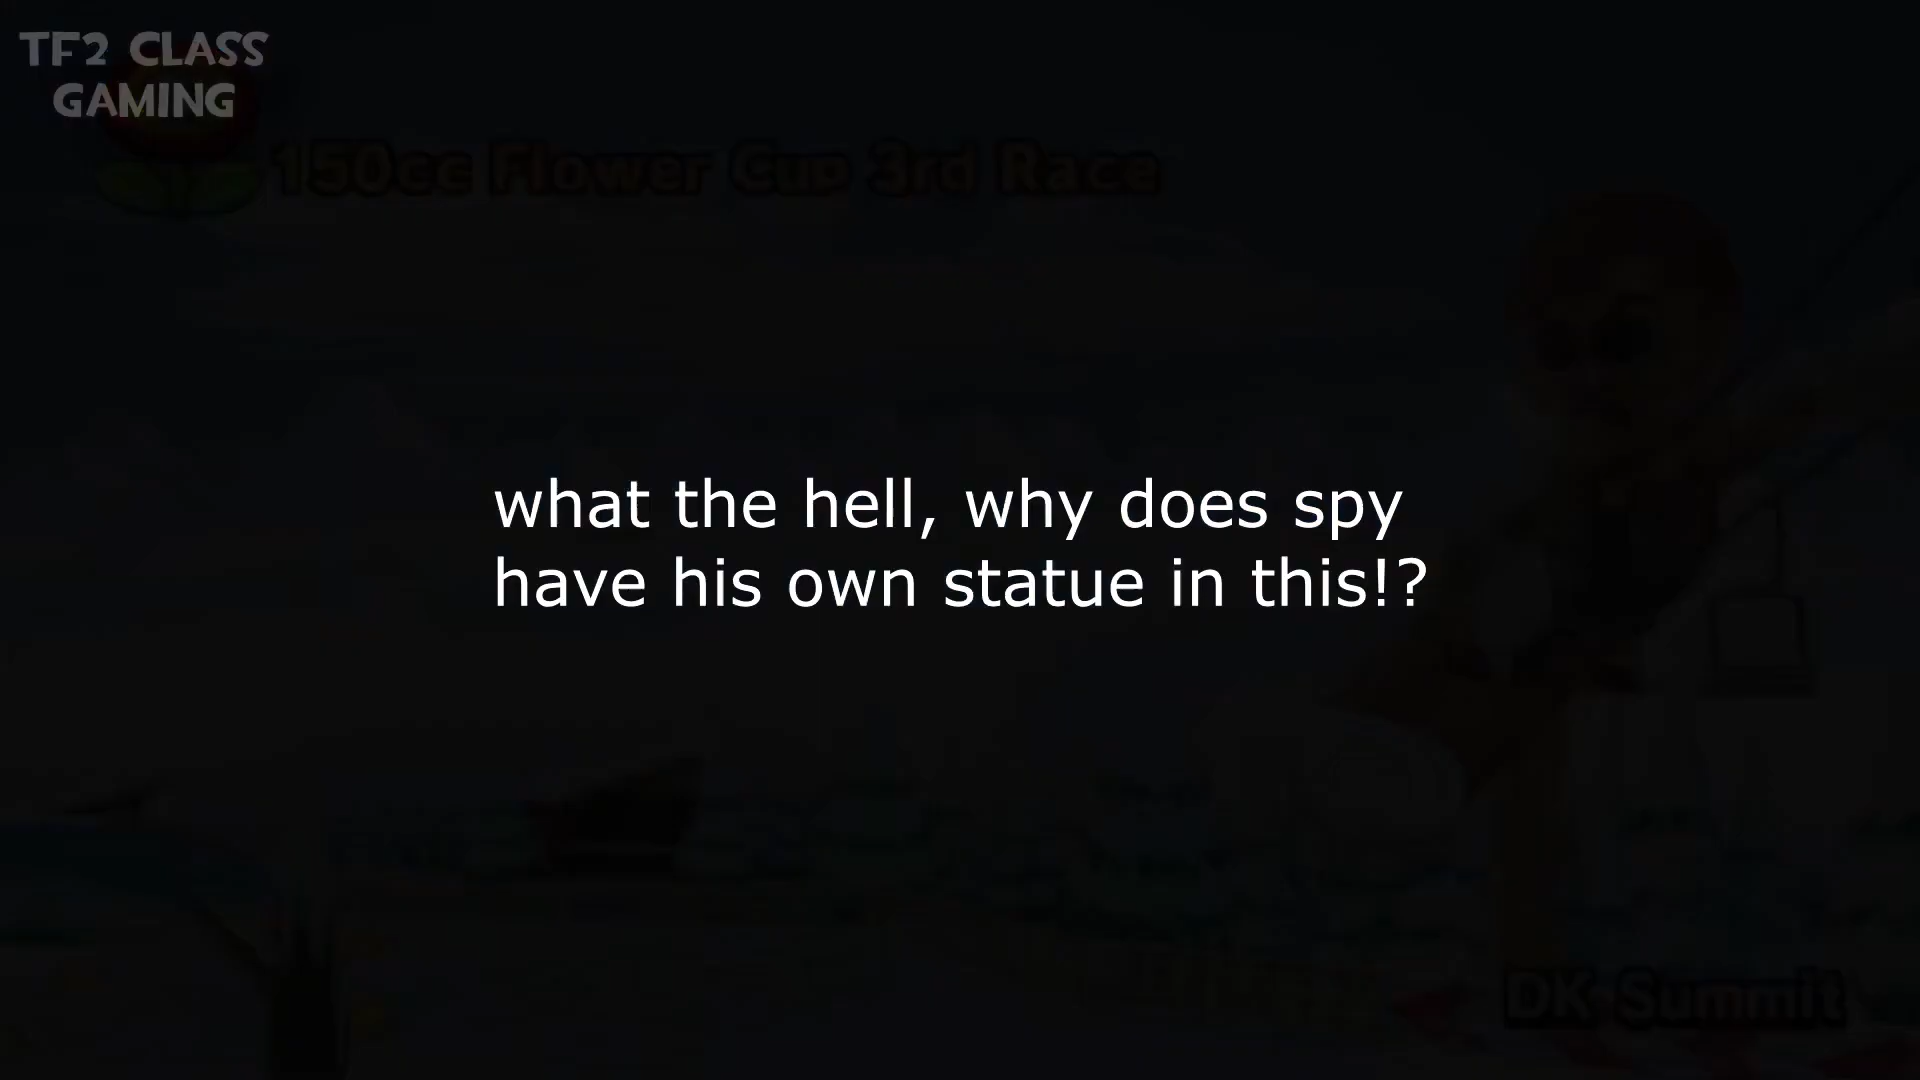 TF2 CLASS
GAMING
150cc Flower Cup 3rd Race
what the hell, why does spy
have his own statue in this!?
DK Summit